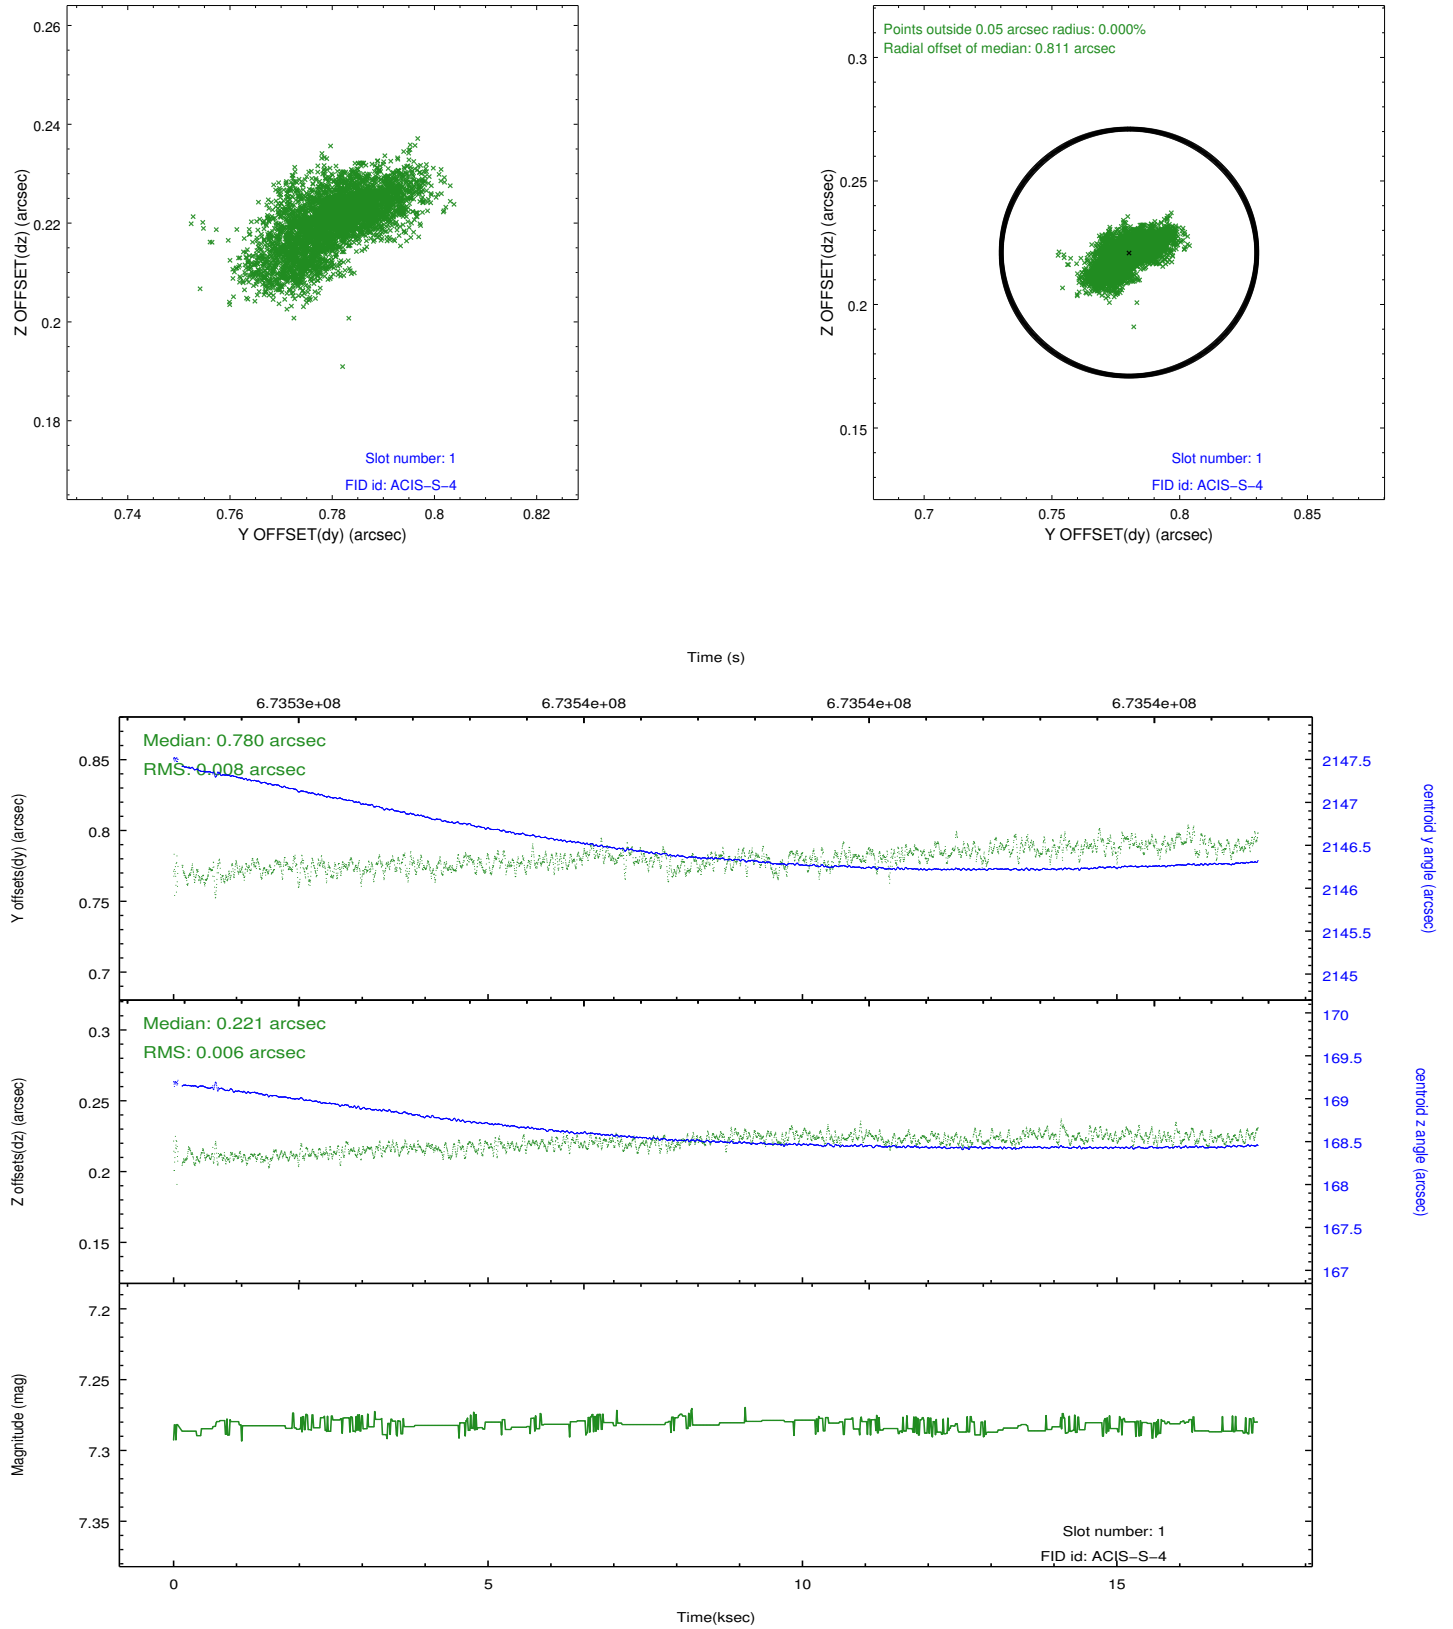 0.26
0.24
0.22
0.2
0.18
Z OFFSET(dz) (arcsec)
Slot number: 1
FID id: ACIS-S-4
0.74
0.76
0.78
0.8
0.82
Y OFFSET(dy) (arcsec)
Points outside 0.05 arcsec radius: 0.000%
Radial offset of median: 0.811 arcsec
0.3
0.25
0.2
0.15
Z OFFSET(dz) (arcsec)
Slot number: 1
FID id: ACIS-S-4
0.7
0.75
0.8
0.85
Y OFFSET(dy) (arcsec)
Time (s)
6.7353e+08
6.7354e+08
6.7354e+08
6.7354e+08
Median: 0.780 arcsec
RMS: 0.008 arcsec
0.85
0.8
0.75
0.7
Y offsets(dy) (arcsec)
2147.5
2147
2146.5
2146
2145.5
2145
centroid y angle (arcsec)
Median: 0.221 arcsec
RMS: 0.006 arcsec
0.3
0.25
0.2
0.15
Z offsets(dz) (arcsec)
170
169.5
169
168.5
168
167.5
167
centroid z angle (arcsec)
7.2
7.25
7.3
7.35
Magnitude (mag)
Slot number: 1
FID id: ACIS-S-4
0
5
10
15
Time(ksec)